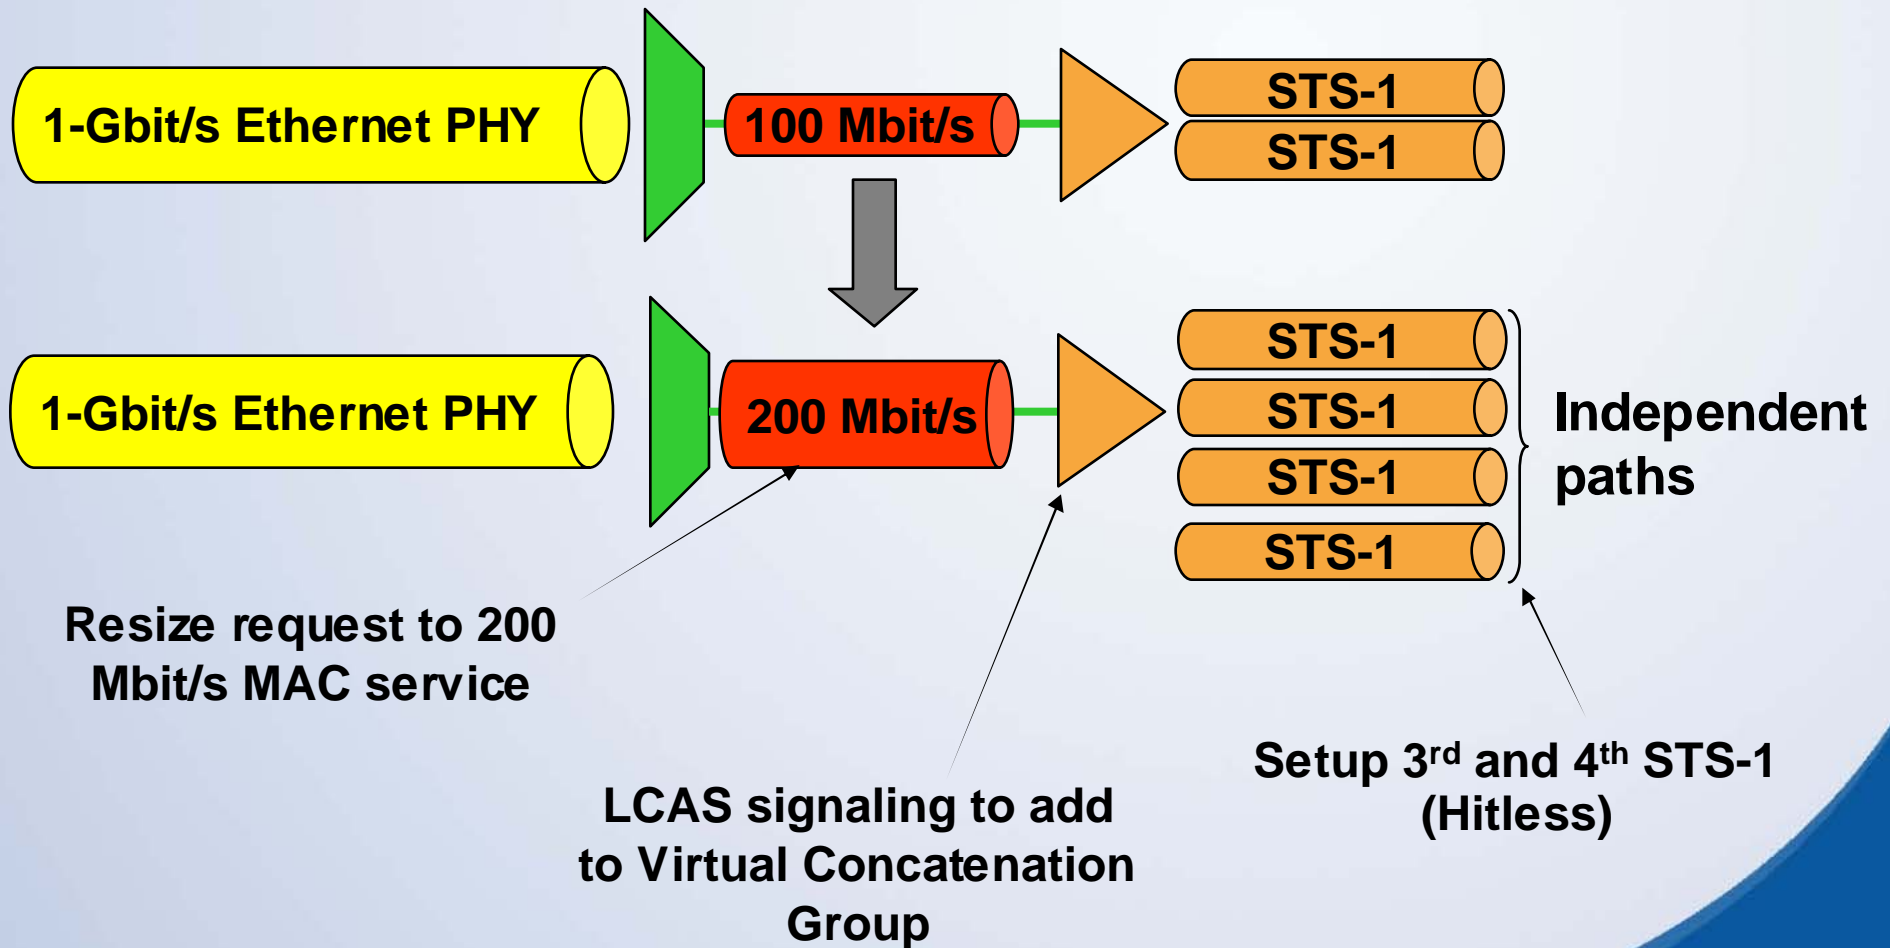 1-Gbit/s Ethernet PHY
100 Mbit/s
STS-1
STS-1
1-Gbit/s Ethernet PHY
200 Mbit/s
STS-1
STS-1
STS-1
STS-1
Independent
paths
Resize request to 200
Mbit/s MAC service
LCAS signaling to add
to Virtual Concatenation
Group
Setup 3rd and 4th STS-1
(Hitless)